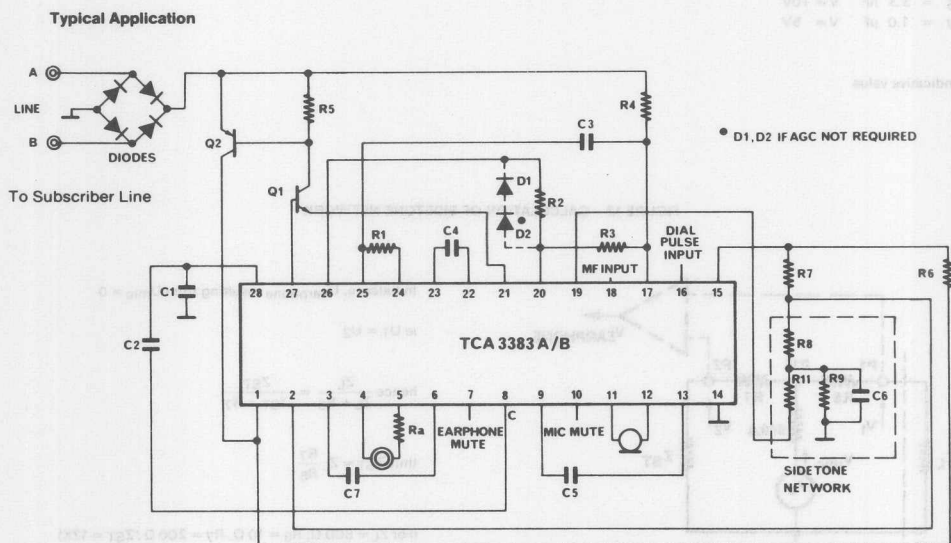 Typical Application
A
LINE
B
DIODES
To Subscriber Line
Q2
R5
Q1
C3
R4
• D1, D2 IF AGC NOT REQUIRED
D1
D2
R2
R1
C4
R3
MF INPUT
DIAL
PULSE
INPUT
R7
R6
C1
C2
28 27 26 25 24 23 22 21 20 19 18 17 16 15
TCA 3383 A/B
1 2 3 4 5 6 7 8 9 10 11 12 13 14
C
Ra
EARPHONE
MUTE
MIC MUTE
C7
C5
R8
R11
R9
C6
SIDETONE
NETWORK